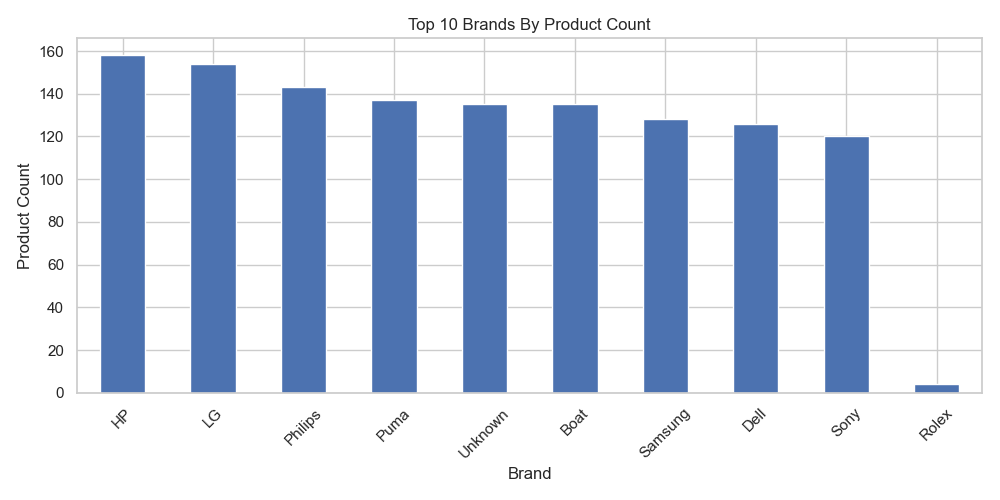 Top 10 Brands By Product Count
Product Count
160
140
120
100
80
60
40
20
0
HP
LG
Philips
Puma
Unknown
Boat
Samsung
Dell
Sony
Rolex
Brand